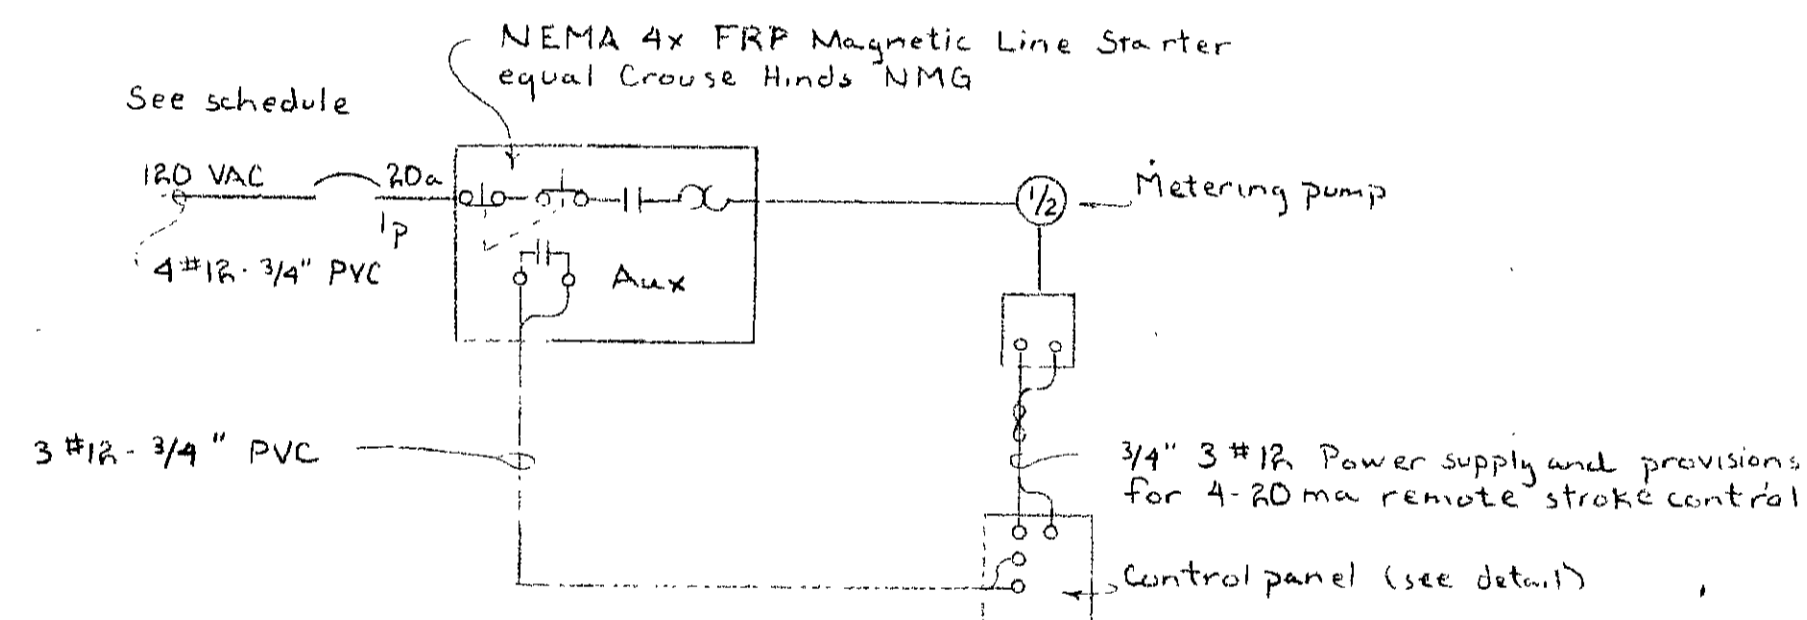 NEMA 4x FRP Magnetic Line Starter
equal Crouse Hinds NMG
See schedule
120 VAC
20a
1p
4 #12 - 3/4" PVC
Aux
1/2
Metering pump
3 #12 - 3/4" PVC
3/4" 3 #12 Power supply and provisions
for 4-20 ma remote stroke control
Control panel (see detail)